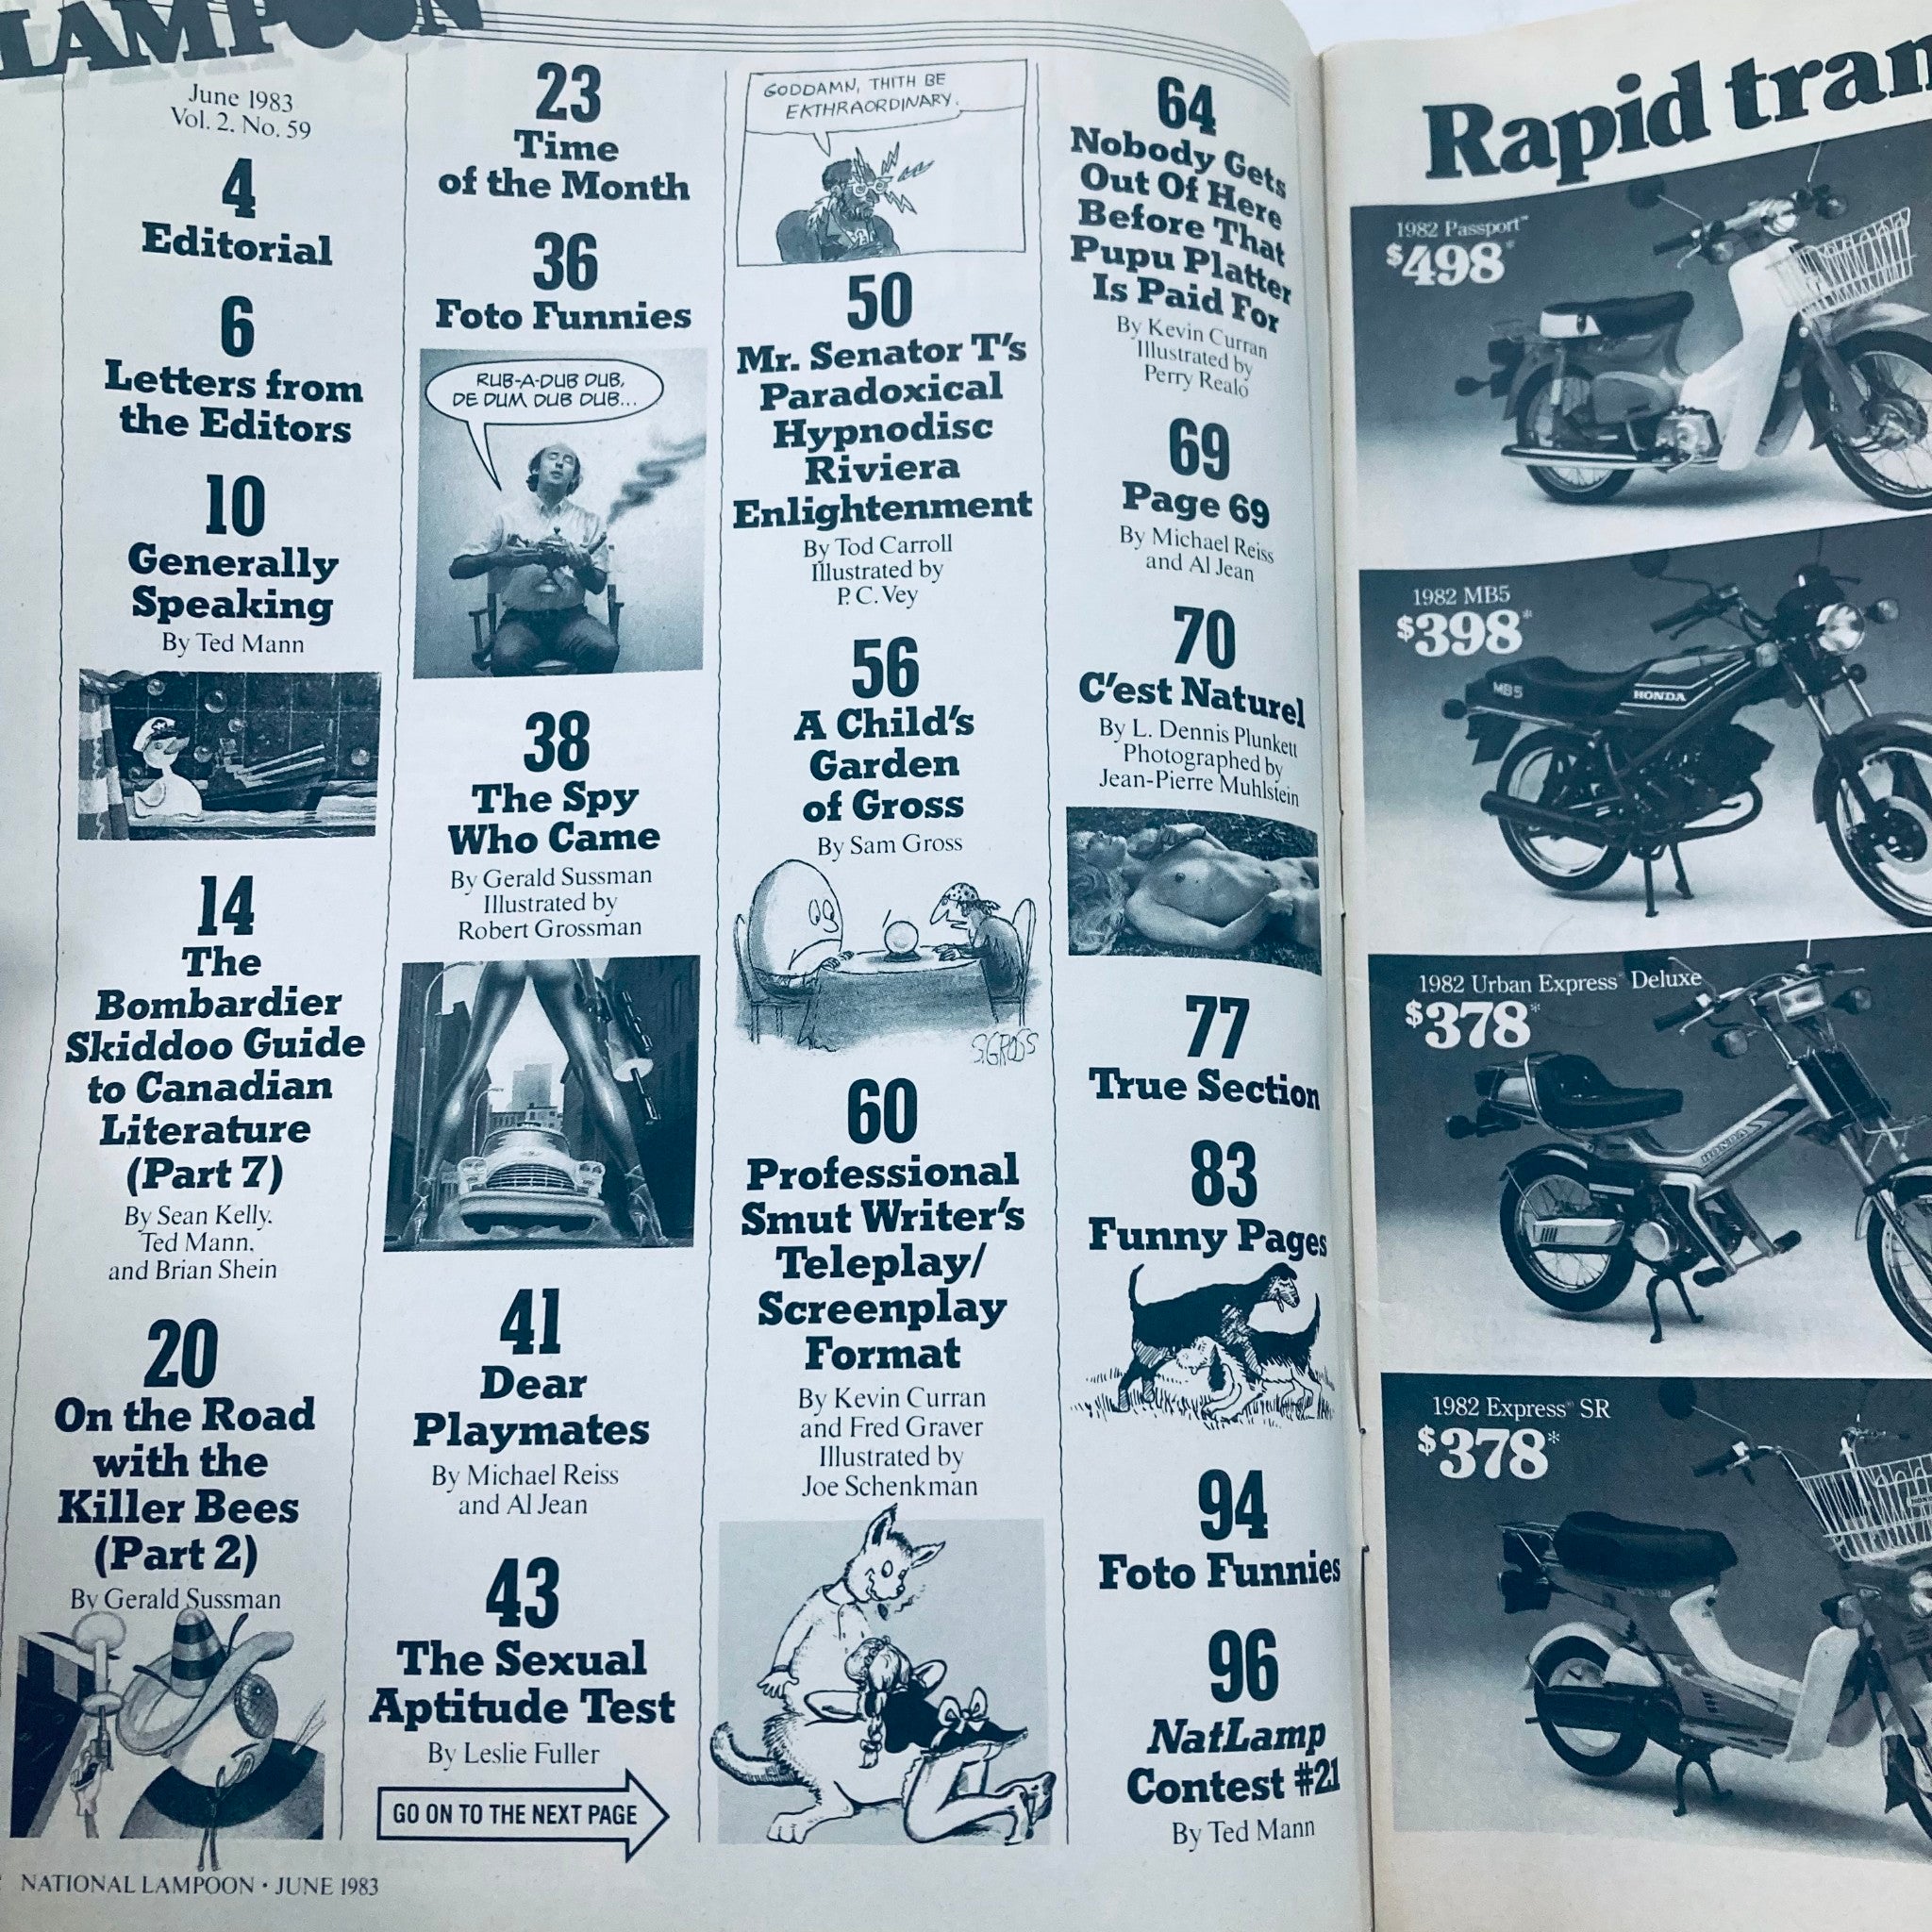 LAMPOON
June 1983
Vol. 2. No. 59
4
Editorial
6
Letters from
the Editors
10
Generally
Speaking
By Ted Mann
14
The
Bombardier
Skiddoo Guide
to Canadian
Literature
(Part 7)
By Sean Kelly,
Ted Mann,
and Brian Shein
20
On the Road
with the
Killer Bees
(Part 2)
By Gerald Sussman
NATIONAL LAMPOON • JUNE 1983
23
Time
of the Month
36
Foto Funnies
RUB-A-DUB DUB,
DE DUM DUB DUB...
38
The Spy
Who Came
By Gerald Sussman
Illustrated by
Robert Grossman
41
Dear
Playmates
By Michael Reiss
and Al Jean
43
The Sexual
Aptitude Test
By Leslie Fuller
GO ON TO THE NEXT PAGE
GODDAMN, THITH BE
EKTHRAORDINARY.
50
Mr. Senator T's
Paradoxical
Hypnodisc
Riviera
Enlightenment
By Tod Carroll
Illustrated by
P. C. Vey
56
A Child's
Garden
of Gross
By Sam Gross
S.GROSS
60
Professional
Smut Writer's
Teleplay/
Screenplay
Format
By Kevin Curran
and Fred Graver
Illustrated by
Joe Schenkman
64
Nobody Gets
Out Of Here
Before That
Pupu Platter
Is Paid For
By Kevin Curran
Illustrated by
Perry Realo
69
Page 69
By Michael Reiss
and Al Jean
70
C'est Naturel
By L. Dennis Plunkett
Photographed by
Jean-Pierre Muhlstein
77
True Section
83
Funny Pages
94
Foto Funnies
96
NatLamp
Contest #21
By Ted Mann
Rapid tran
1982 Passport™
$498*
1982 MB5
$398*
MB5
HONDA
1982 Urban Express® Deluxe
$378*
HONDA
1982 Express® SR
$378*